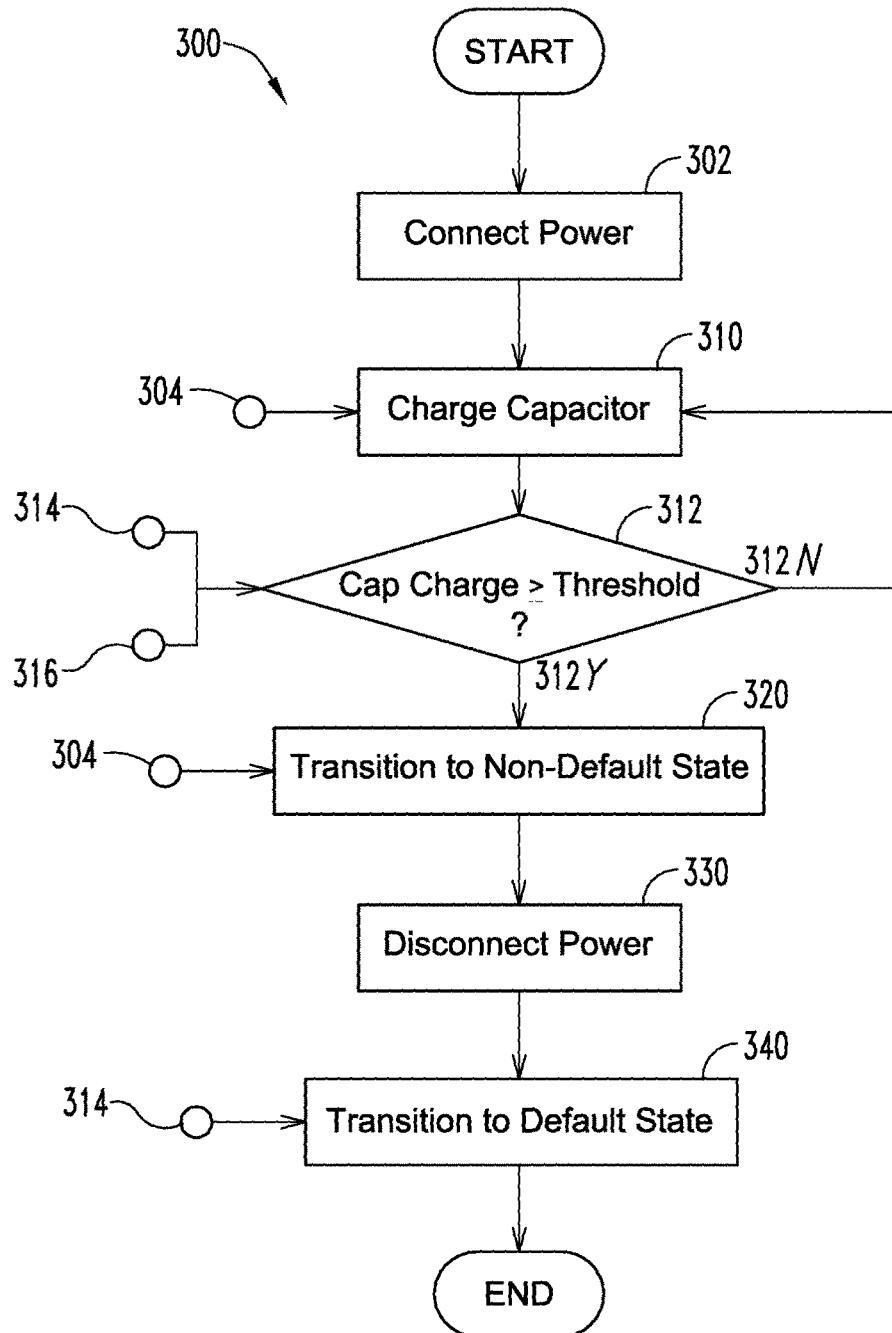 300
START
302
Connect Power
310
304
Charge Capacitor
314
312
312N
Cap Charge ≥ Threshold
?
316
312Y
320
304
Transition to Non-Default State
330
Disconnect Power
340
314
Transition to Default State
END